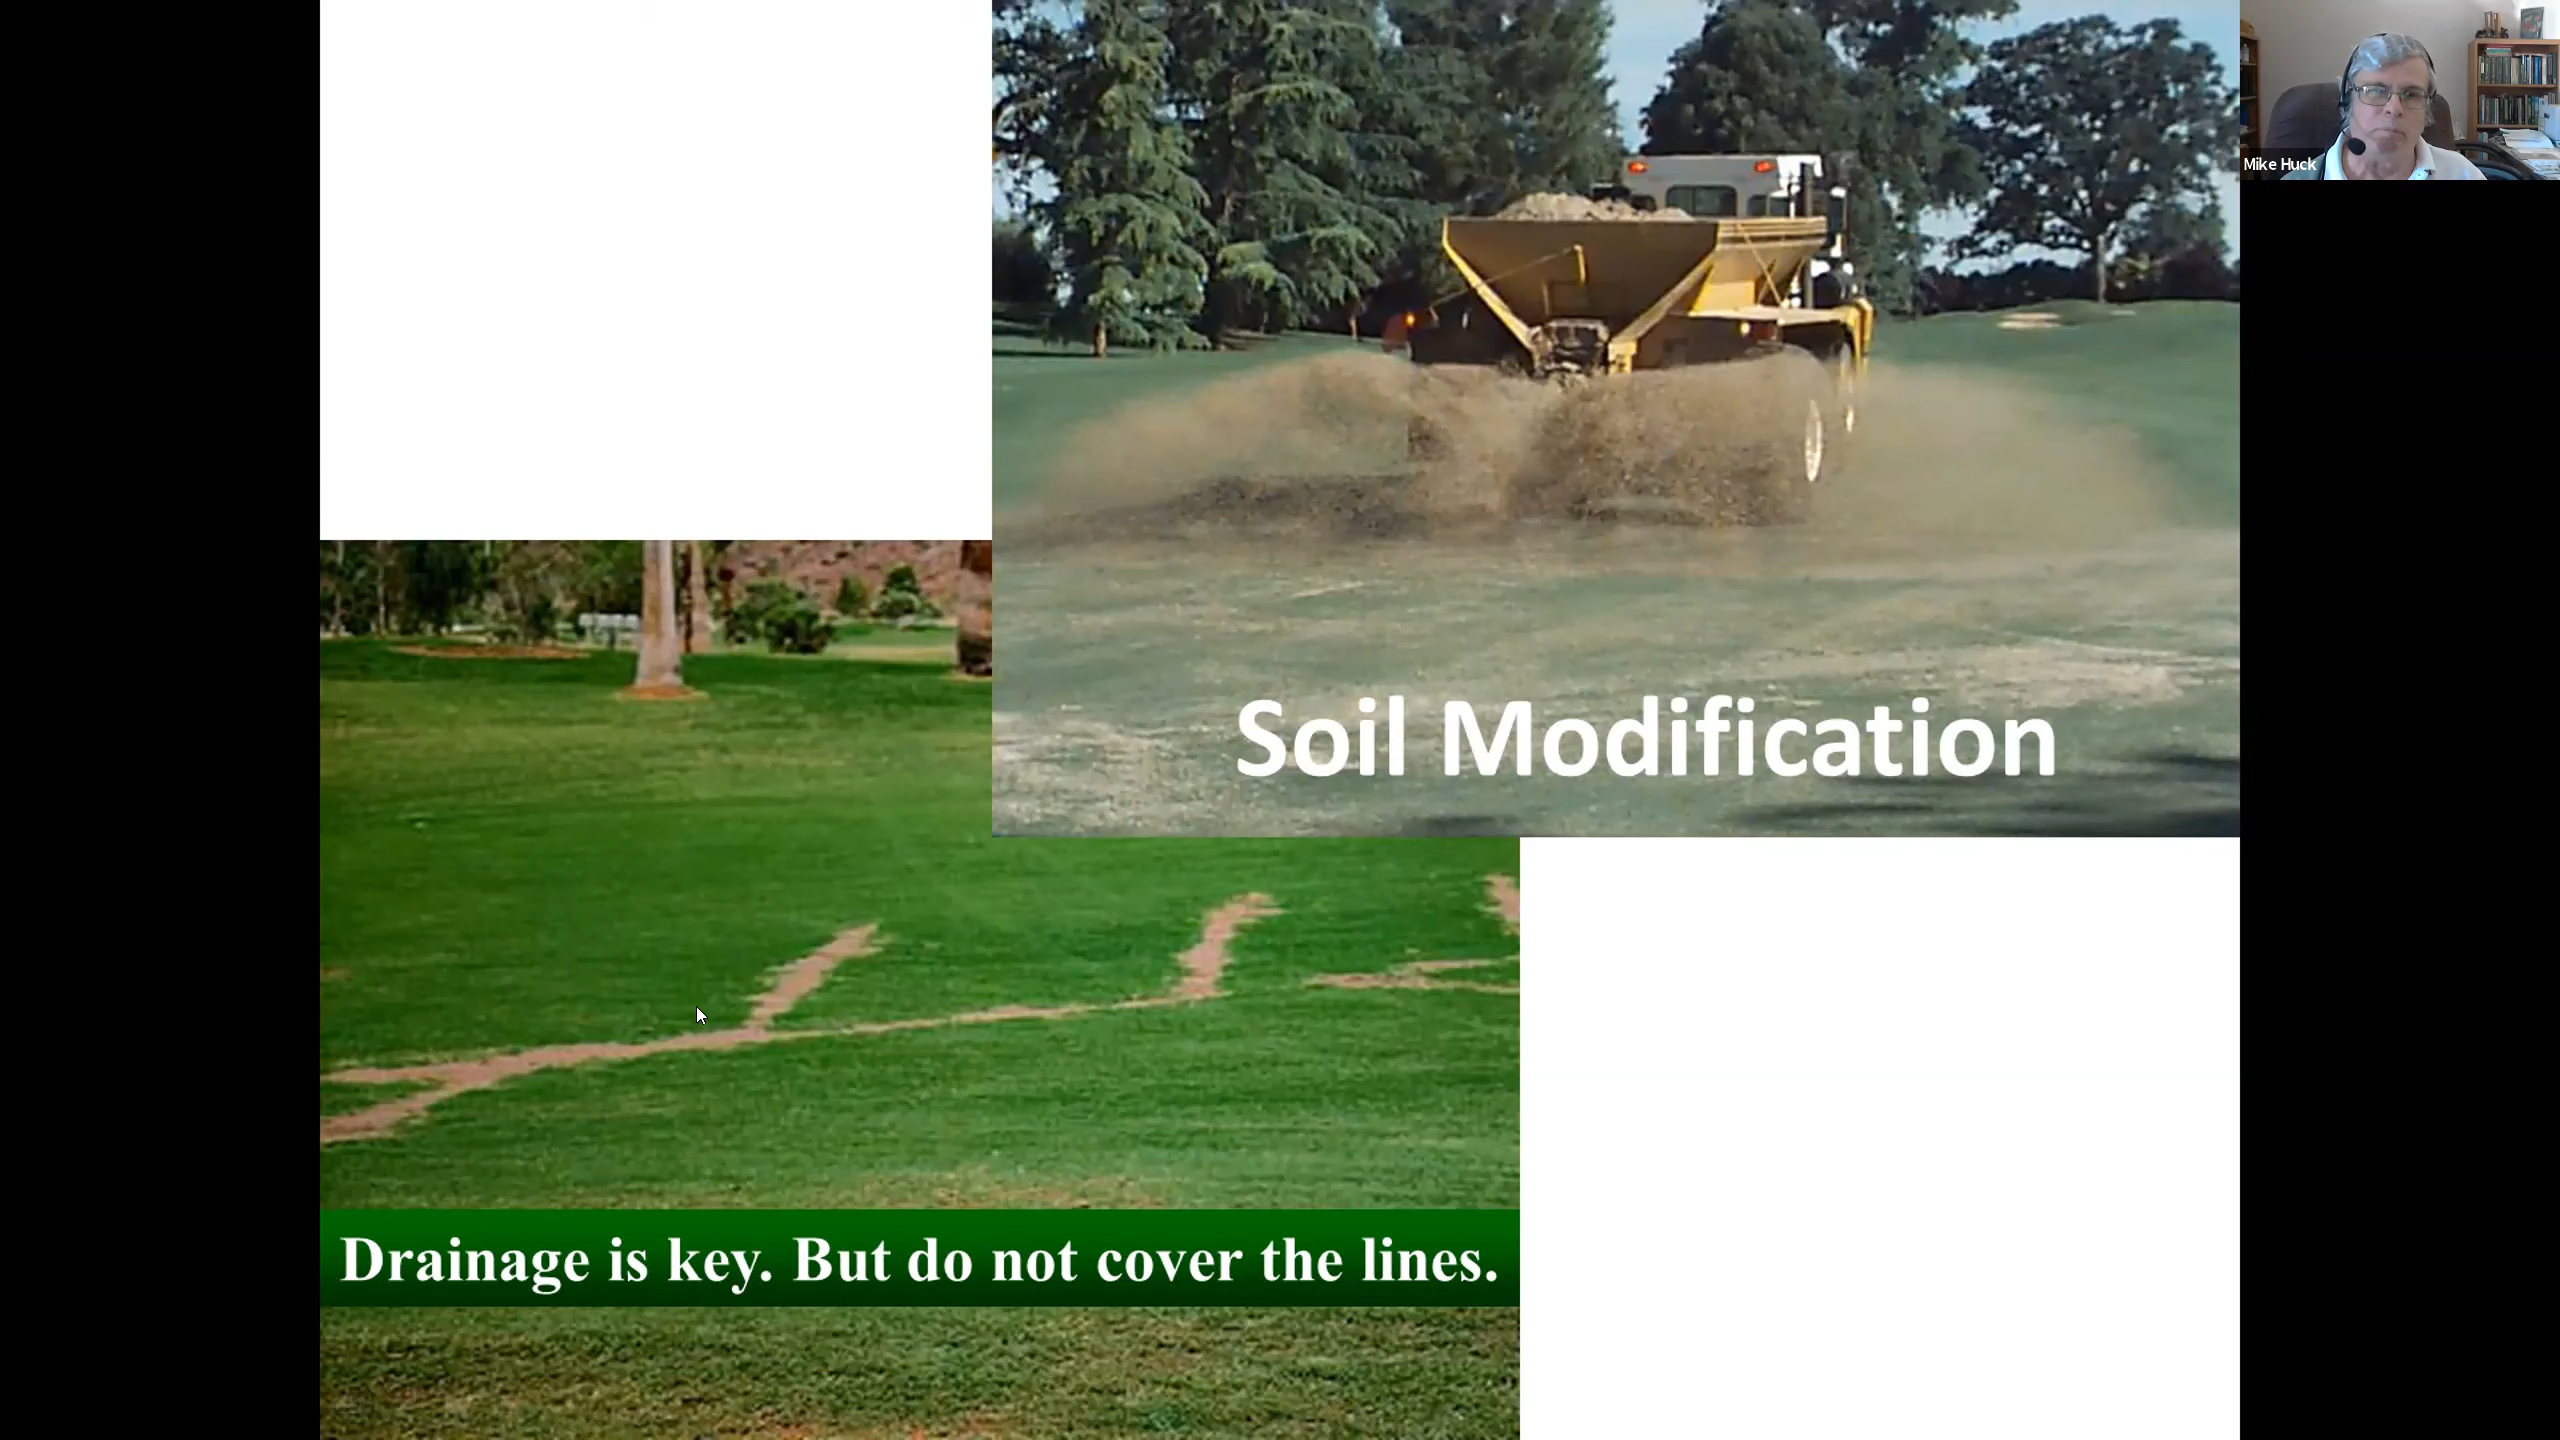 Mike Huck
Soil Modification
Drainage is key. But do not cover the lines.